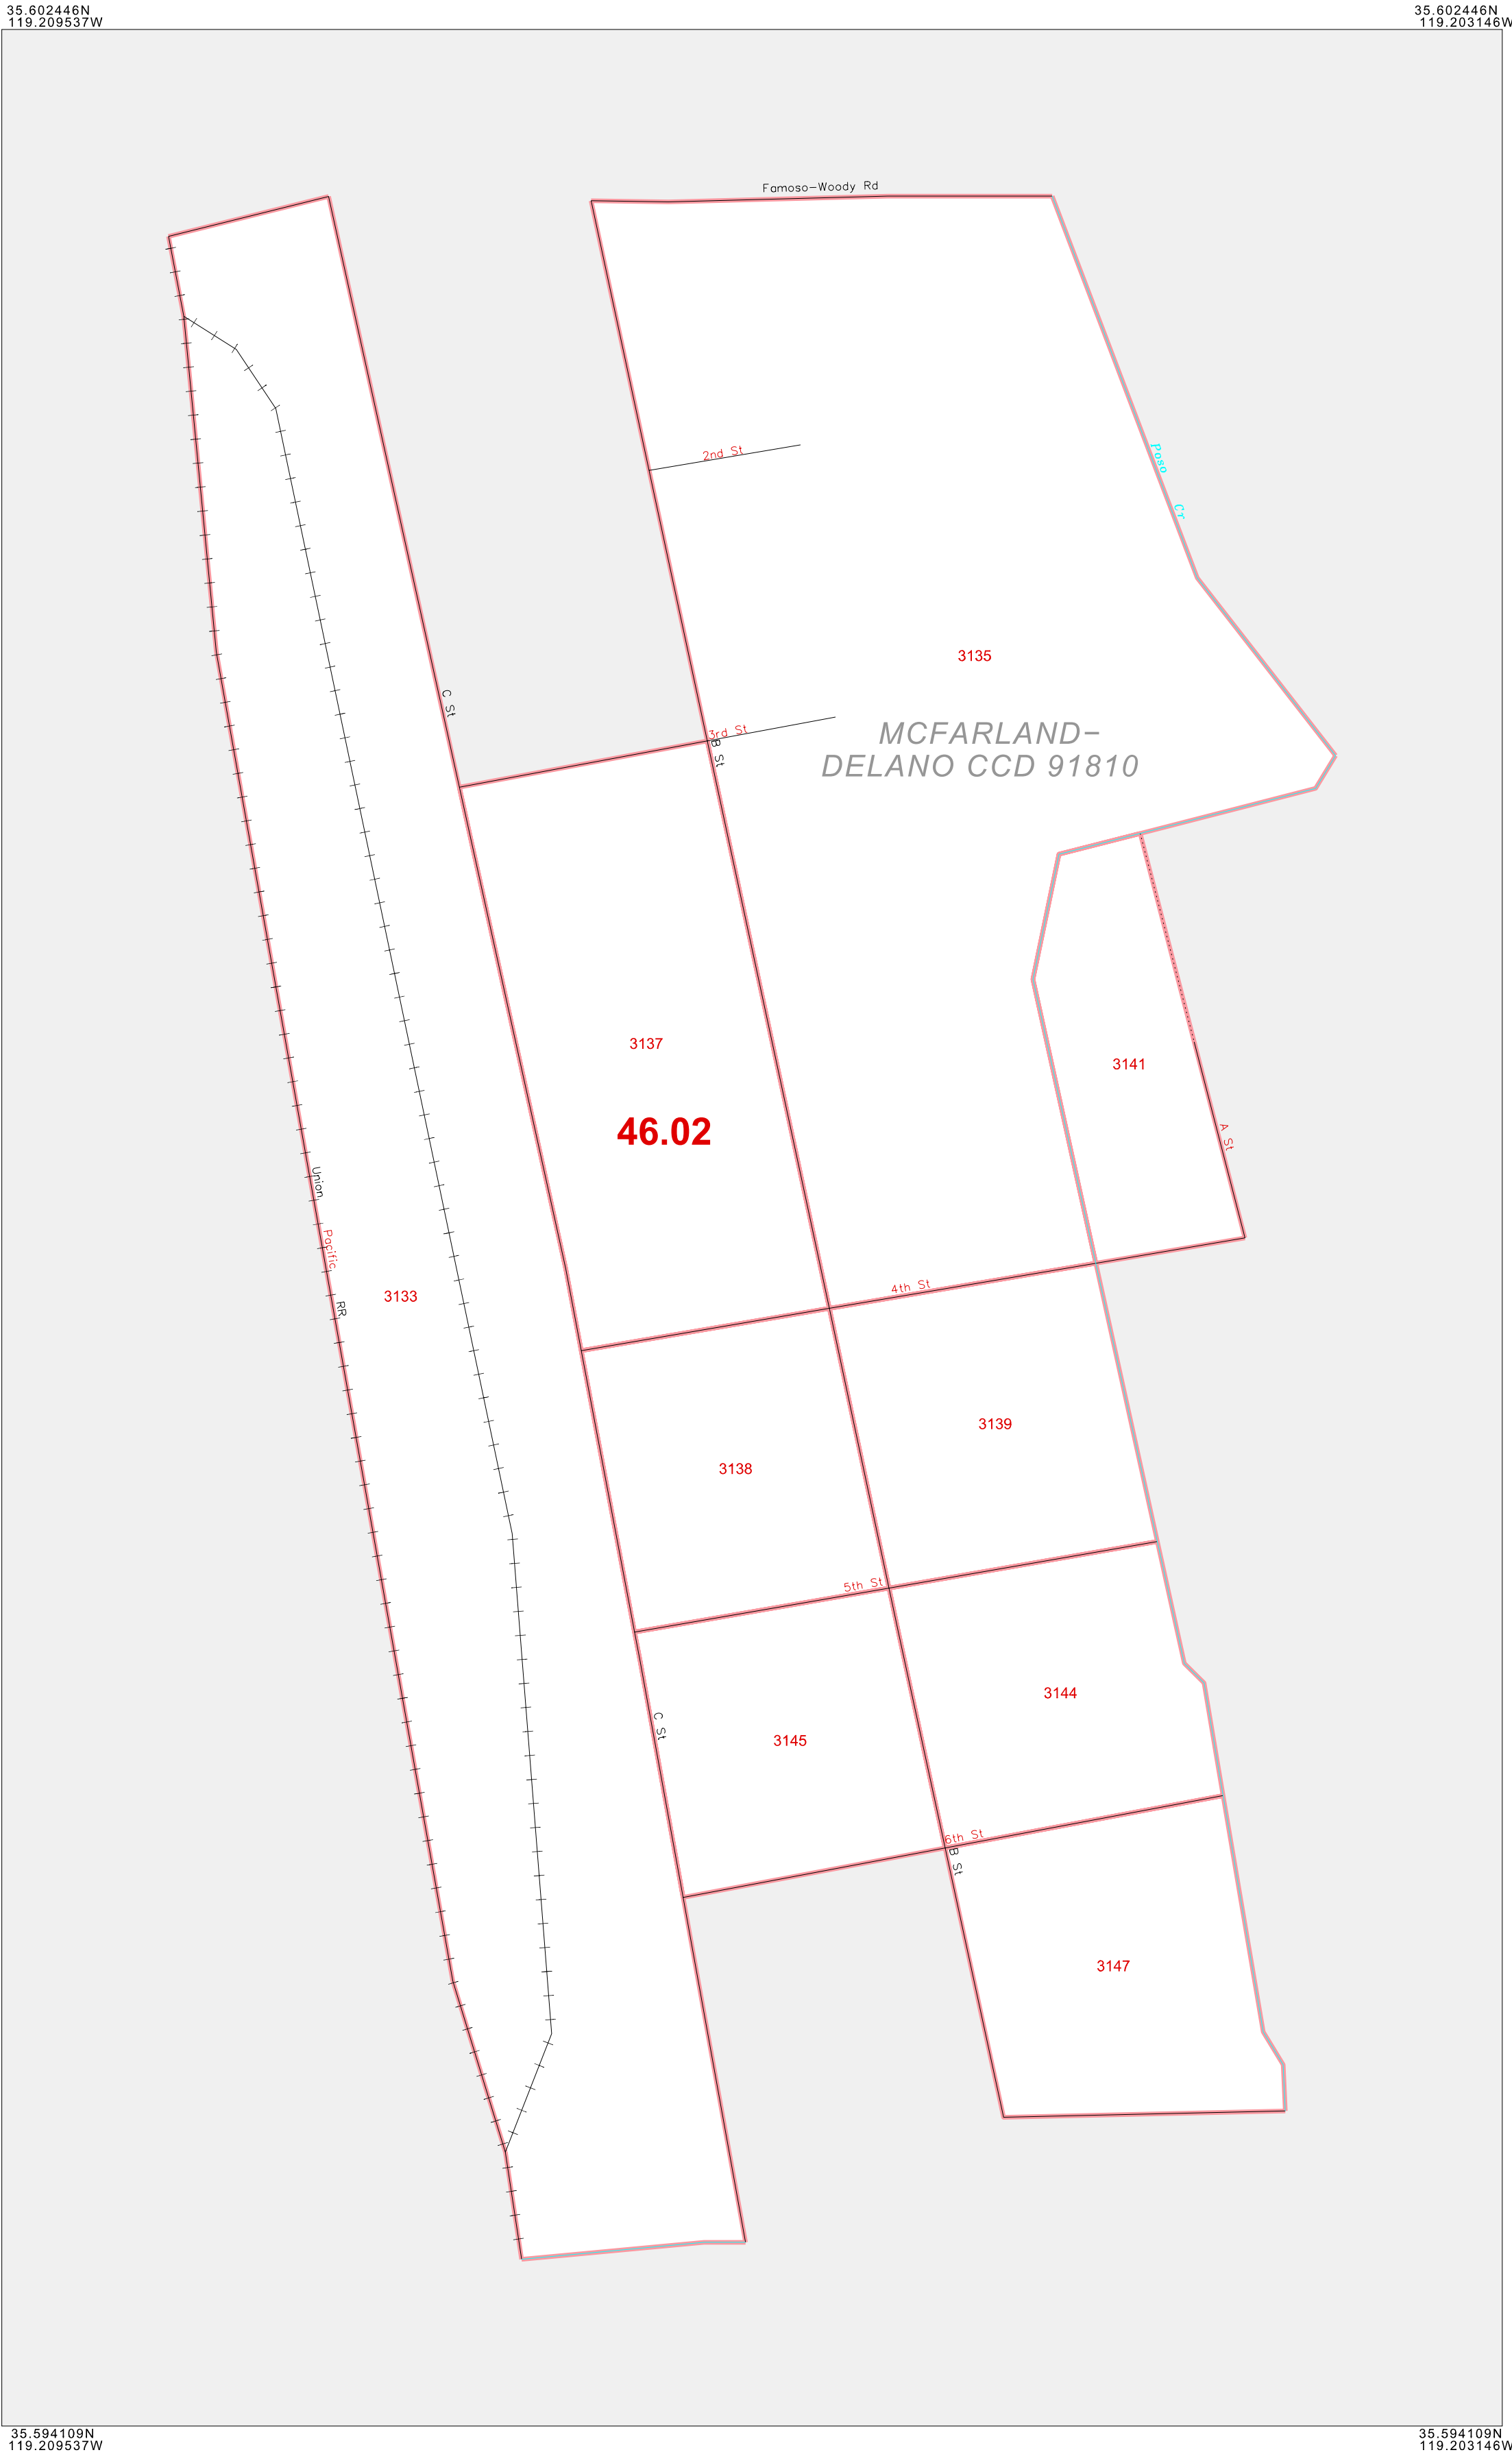 35.602446N
119.209537W
35.602446N
119.203146W
Famoso-Woody Rd
2nd St
Poso Cr
3135
C St
3rd St
B St
MCFARLAND-
DELANO CCD 91810
3137
3141
46.02
A St
Union Pacific RR
3133
4th St
3139
3138
5th St
3144
C St
3145
6th St
B St
3147
35.594109N
119.209537W
35.594109N
119.203146W